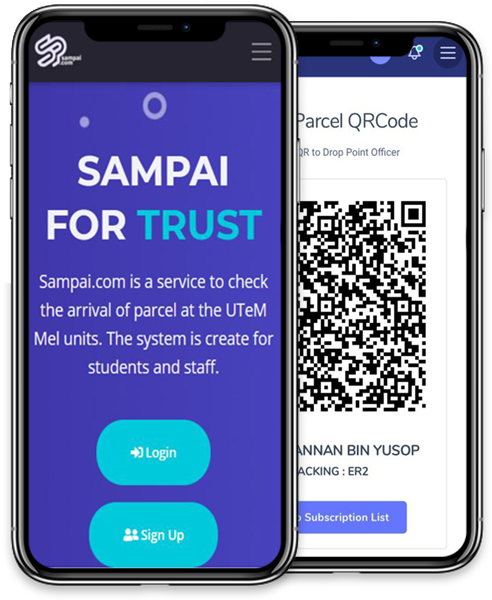 sampai
.com
SAMPAI
FOR TRUST
Sampai.com is a service to check
the arrival of parcel at the UTeM
Mel units. The system is create for
students and staff.
Login
Sign Up
Parcel QRCode
QR to Drop Point Officer
ANNAN BIN YUSOP
ACKING : ER2
Subscription List